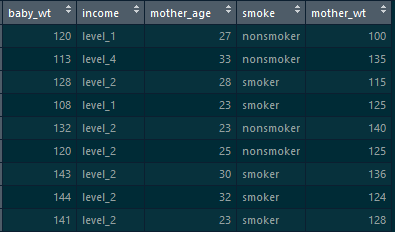 baby_wt income mother_age smoke mother_wt
120 level_1 27 nonsmoker 100
113 level_4 33 nonsmoker 135
128 level_2 28 smoker 115
108 level_1 23 smoker 125
132 level_2 23 nonsmoker 140
120 level_2 25 nonsmoker 125
143 level_2 30 smoker 136
144 level_2 32 smoker 124
141 level_2 23 smoker 128